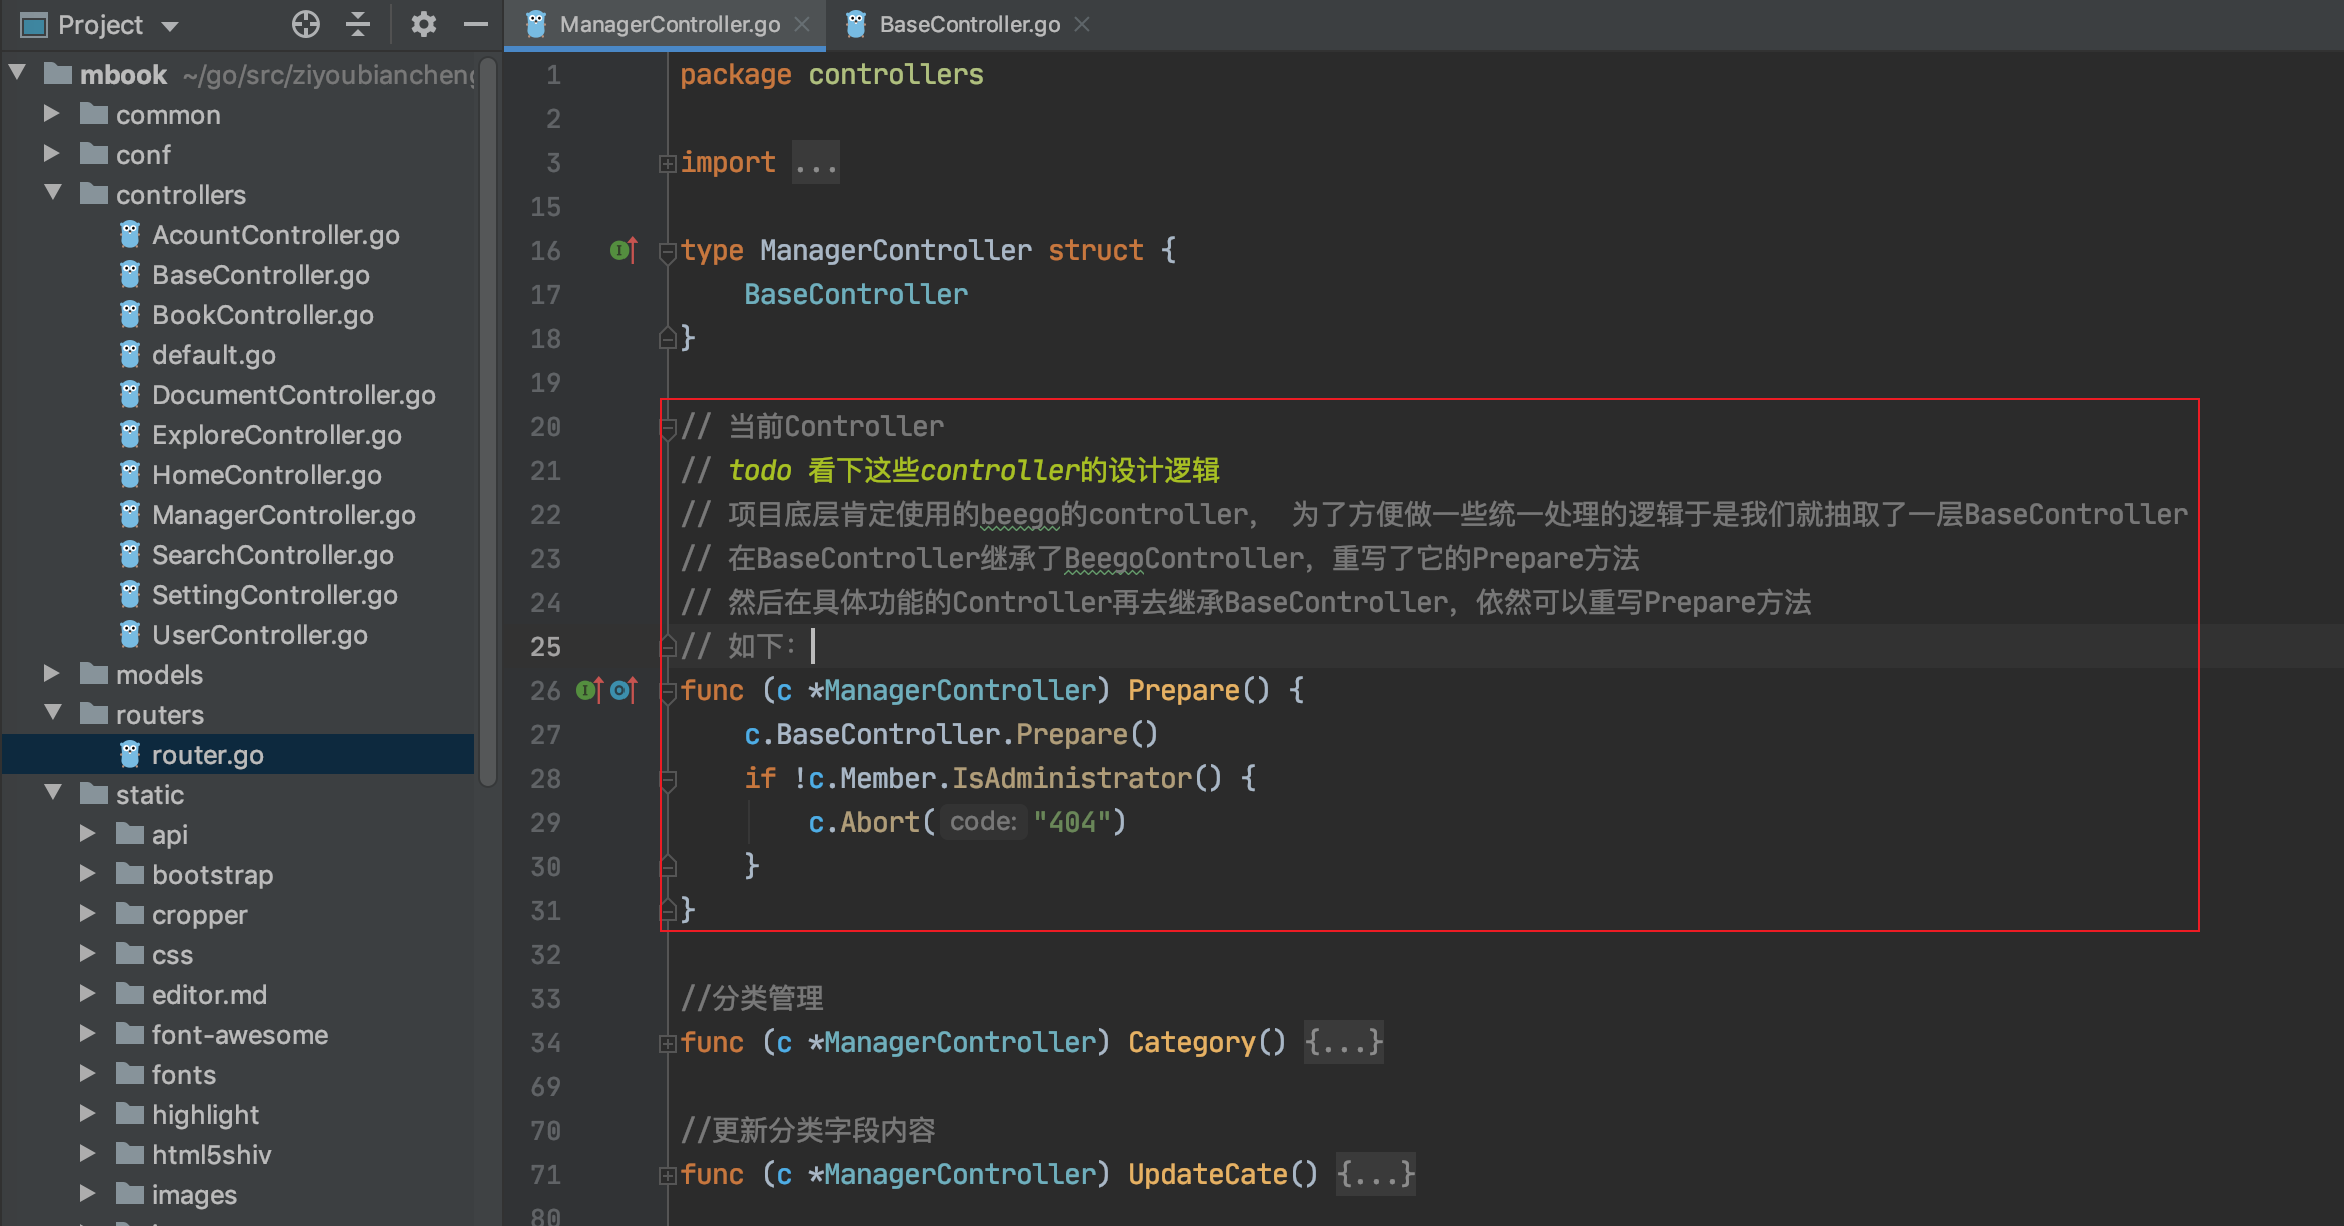 Project
mbook ~/go/src/ziyoubiancheng
common
conf
controllers
AcountController.go
BaseController.go
BookController.go
default.go
DocumentController.go
ExploreController.go
HomeController.go
ManagerController.go
SearchController.go
SettingController.go
UserController.go
models
routers
router.go
static
api
bootstrap
cropper
css
editor.md
font-awesome
fonts
highlight
html5shiv
images
ManagerController.go
BaseController.go
1 package controllers
2
3 import ...
15
16 type ManagerController struct {
17 BaseController
18 }
19
20 // 当前Controller
21 // todo 看下这些controller的设计逻辑
22 // 项目底层肯定使用的beego的controller， 为了方便做一些统一处理的逻辑于是我们就抽取了一层BaseController
23 // 在BaseController继承了BeegoController，重写了它的Prepare方法
24 // 然后在具体功能的Controller再去继承BaseController，依然可以重写Prepare方法
25 // 如下：
26 func (c *ManagerController) Prepare() {
27 c.BaseController.Prepare()
28 if !c.Member.IsAdministrator() {
29 c.Abort( code: "404")
30 }
31 }
32
33 //分类管理
34 func (c *ManagerController) Category() {...}
69
70 //更新分类字段内容
71 func (c *ManagerController) UpdateCate() {...}
80